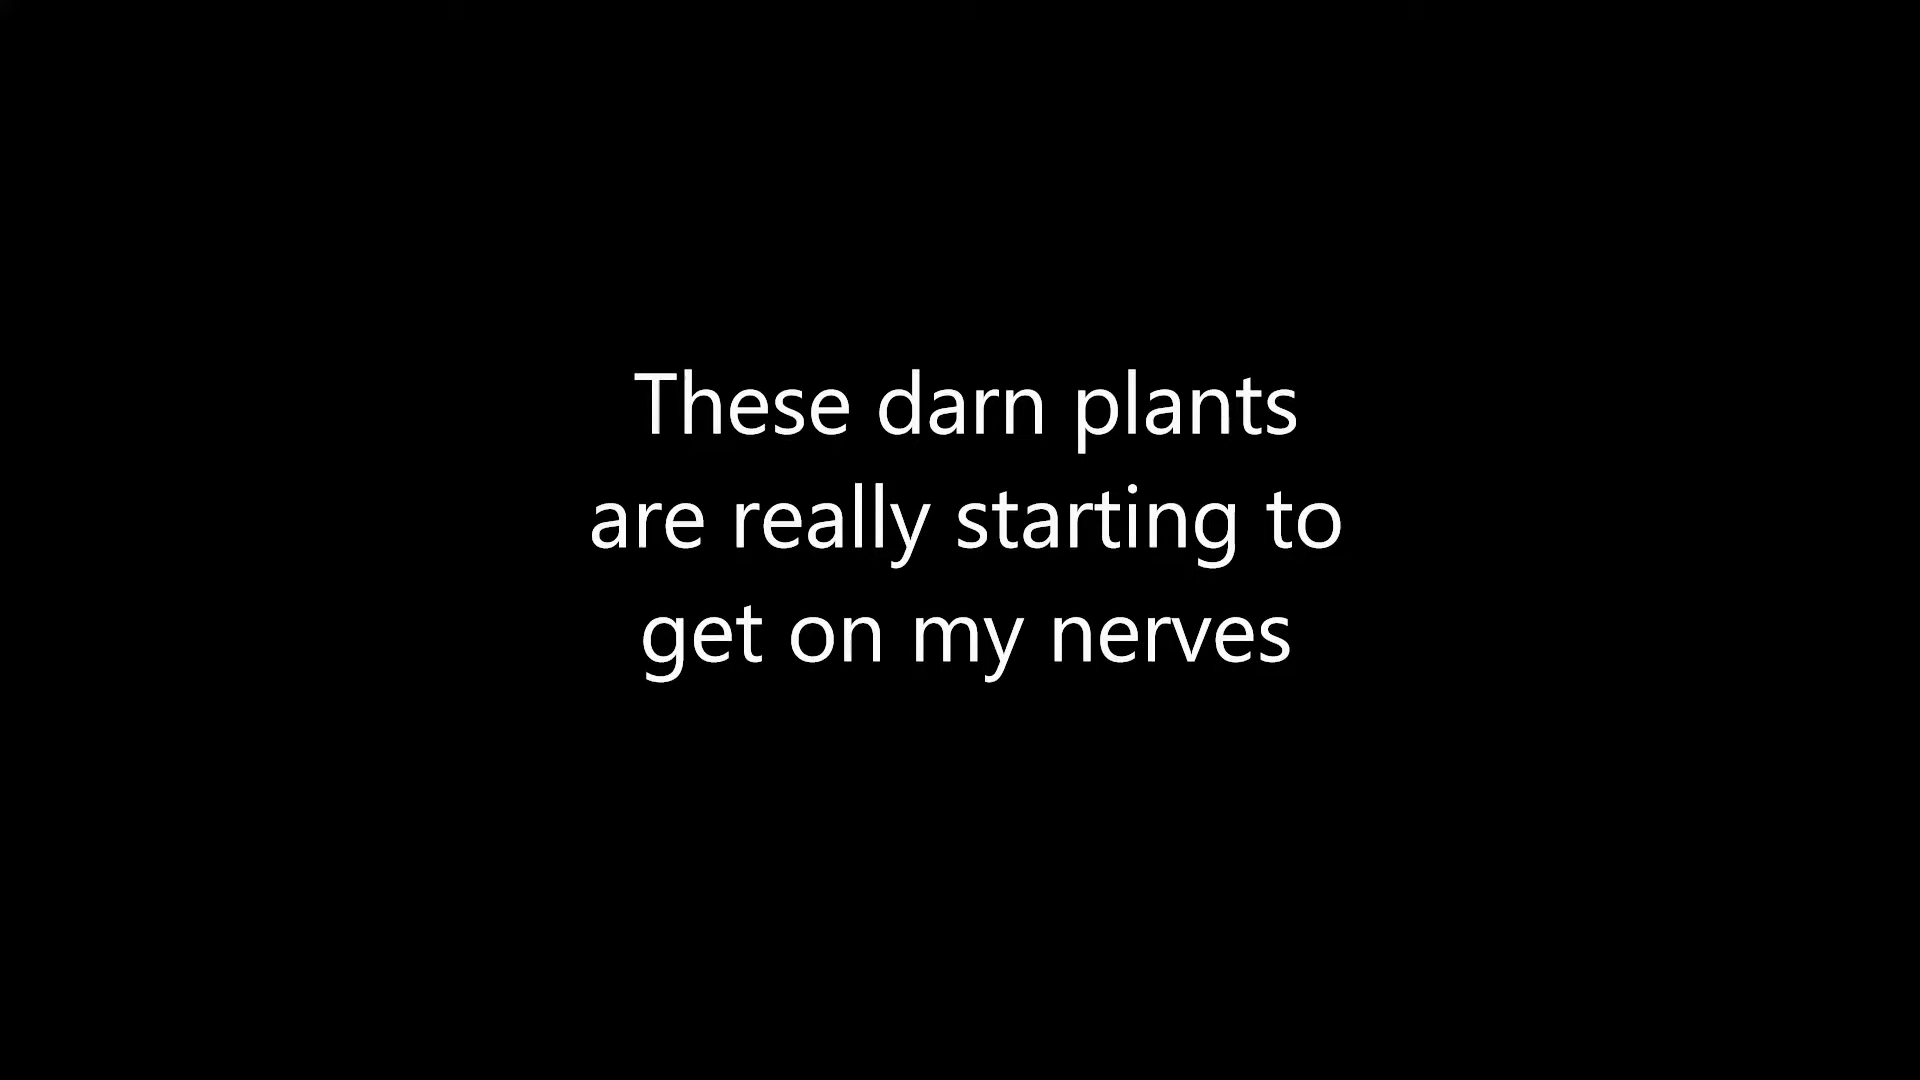 These darn plants
are really starting to
get on my nerves